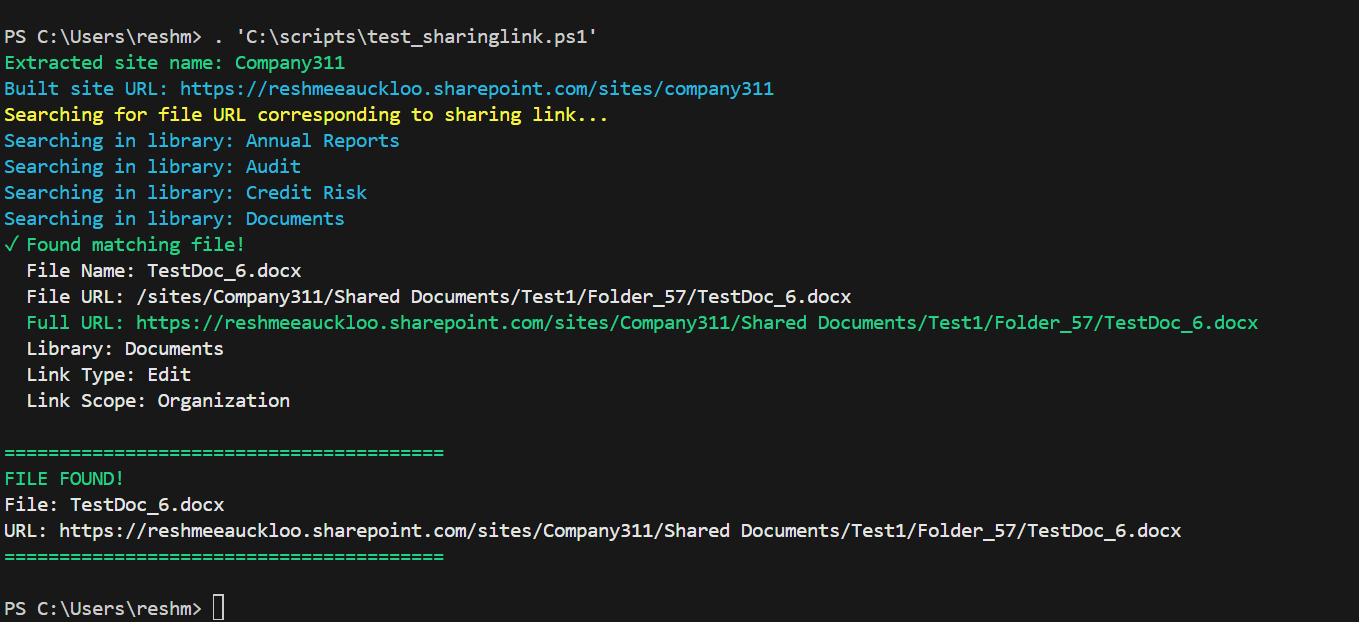 PS C:\Users\reshm> . 'C:\scripts\test_sharinglink.ps1'
Extracted site name: Company311
Built site URL: https://reshmeeauckloo.sharepoint.com/sites/company311
Searching for file URL corresponding to sharing link...
Searching in library: Annual Reports
Searching in library: Audit
Searching in library: Credit Risk
Searching in library: Documents
✓ Found matching file!
  File Name: TestDoc_6.docx
  File URL: /sites/Company311/Shared Documents/Test1/Folder_57/TestDoc_6.docx
  Full URL: https://reshmeeauckloo.sharepoint.com/sites/Company311/Shared Documents/Test1/Folder_57/TestDoc_6.docx
  Library: Documents
  Link Type: Edit
  Link Scope: Organization
========================================
FILE FOUND!
File: TestDoc_6.docx
URL: https://reshmeeauckloo.sharepoint.com/sites/Company311/Shared Documents/Test1/Folder_57/TestDoc_6.docx
========================================
PS C:\Users\reshm>